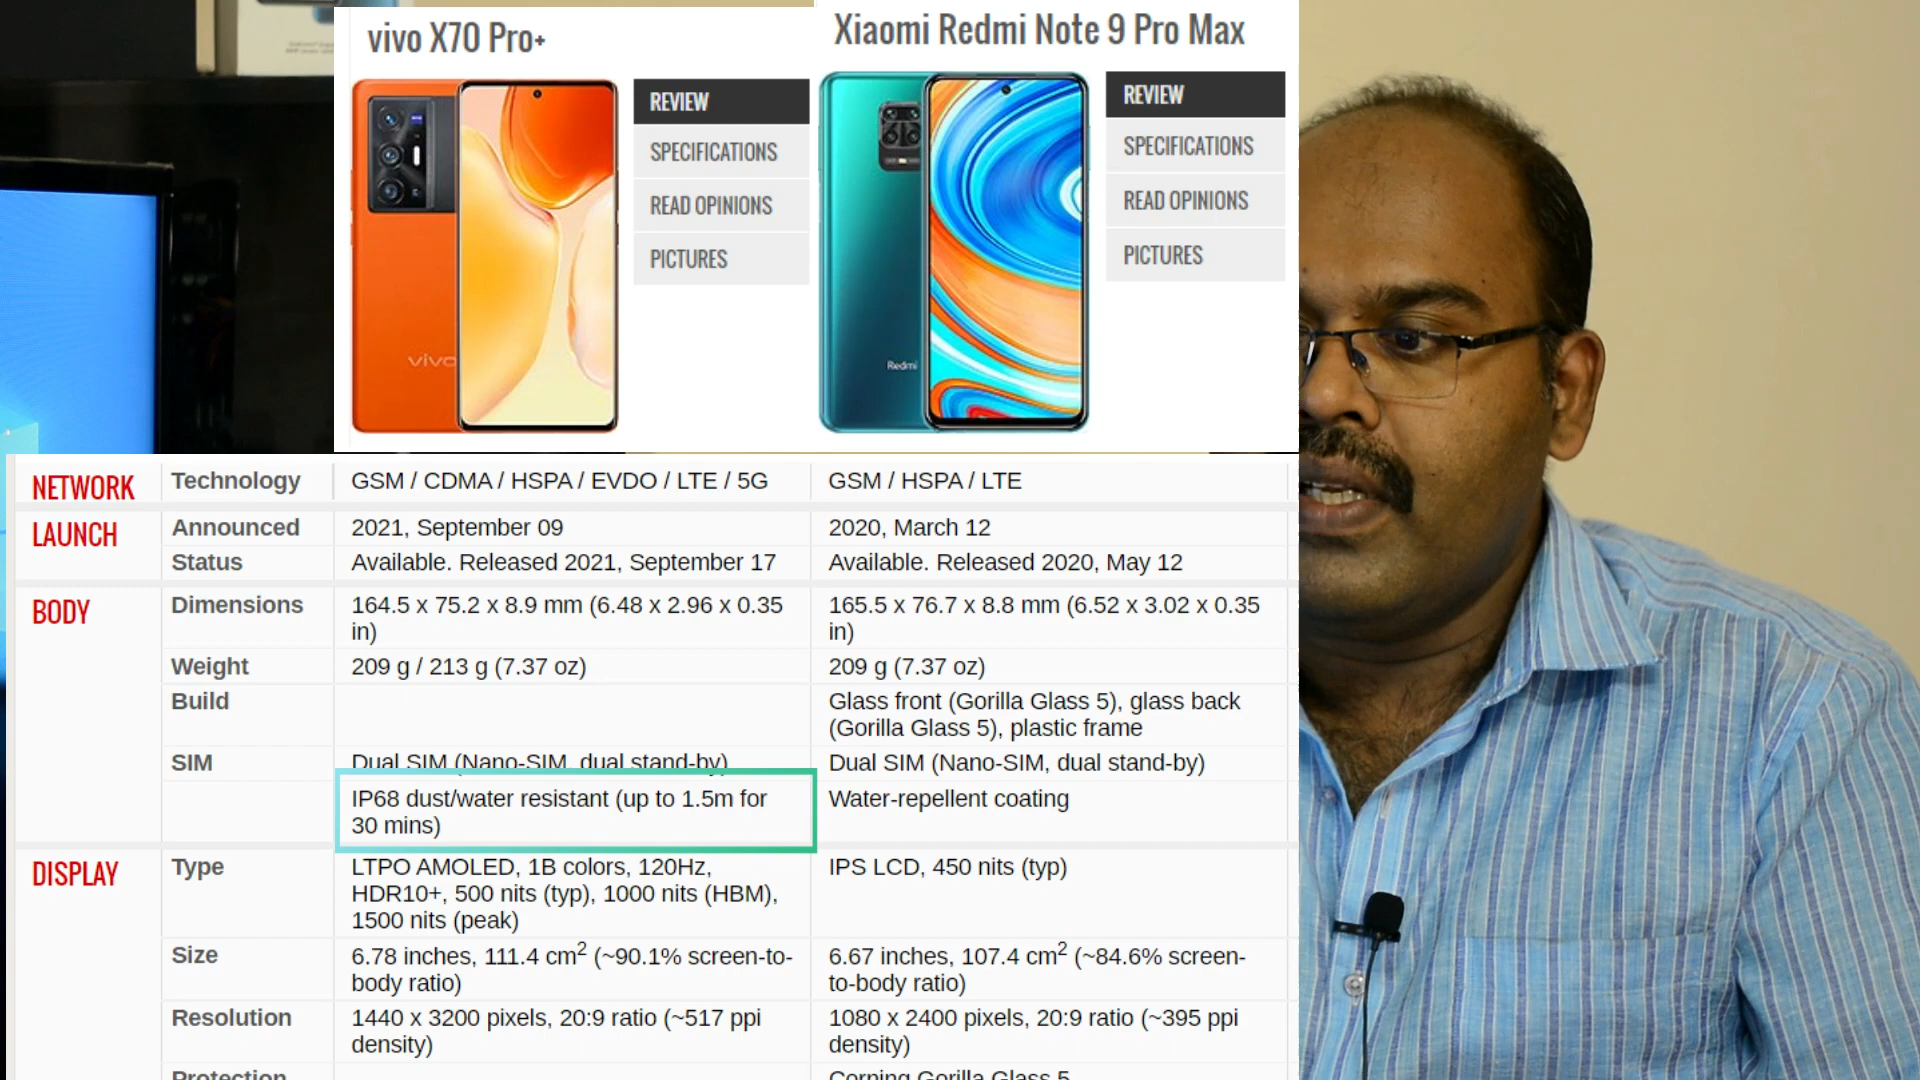 vivo X70 Pro+
REVIEW
SPECIFICATIONS
READ OPINIONS
PICTURES
vivo
Xiaomi Redmi Note 9 Pro Max
REVIEW
SPECIFICATIONS
READ OPINIONS
PICTURES
Redmi
NETWORK Technology GSM / CDMA / HSPA / EVDO / LTE / 5G GSM / HSPA / LTE
LAUNCH Announced 2021, September 09 2020, March 12
Status Available. Released 2021, September 17 Available. Released 2020, May 12
BODY Dimensions 164.5 x 75.2 x 8.9 mm (6.48 x 2.96 x 0.35 165.5 x 76.7 x 8.8 mm (6.52 x 3.02 x 0.35
in) in)
Weight 209 g / 213 g (7.37 oz) 209 g (7.37 oz)
Build Glass front (Gorilla Glass 5), glass back
(Gorilla Glass 5), plastic frame
SIM Dual SIM (Nano-SIM, dual stand-by) Dual SIM (Nano-SIM, dual stand-by)
IP68 dust/water resistant (up to 1.5m for Water-repellent coating
30 mins)
DISPLAY Type LTPO AMOLED, 1B colors, 120Hz, IPS LCD, 450 nits (typ)
HDR10+, 500 nits (typ), 1000 nits (HBM),
1500 nits (peak)
Size 6.78 inches, 111.4 cm2 (~90.1% screen-to- 6.67 inches, 107.4 cm2 (~84.6% screen-
body ratio) to-body ratio)
Resolution 1440 x 3200 pixels, 20:9 ratio (~517 ppi 1080 x 2400 pixels, 20:9 ratio (~395 ppi
density) density)
Protection Corning Gorilla Glass 5